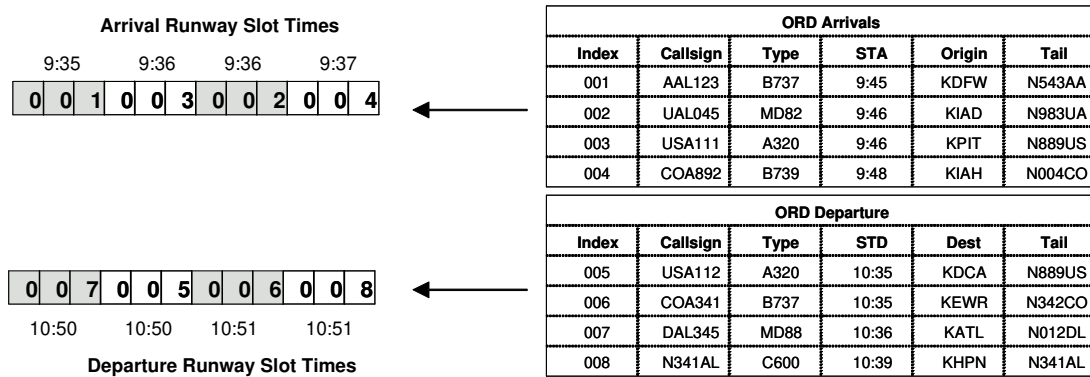 Arrival Runway Slot Times
9:35 9:36 9:36 9:37
0 0 1 0 0 3 0 0 2 0 0 4
ORD Arrivals
Index Callsign Type STA Origin Tail
001 AAL123 B737 9:45 KDFW N543AA
002 UAL045 MD82 9:46 KIAD N983UA
003 USA111 A320 9:46 KPIT N889US
004 COA892 B739 9:48 KIAH N004CO
ORD Departure
Index Callsign Type STD Dest Tail
005 USA112 A320 10:35 KDCA N889US
006 COA341 B737 10:35 KEWR N342CO
007 DAL345 MD88 10:36 KATL N012DL
008 N341AL C600 10:39 KHPN N341AL
0 0 7 0 0 5 0 0 6 0 0 8
10:50 10:50 10:51 10:51
Departure Runway Slot Times